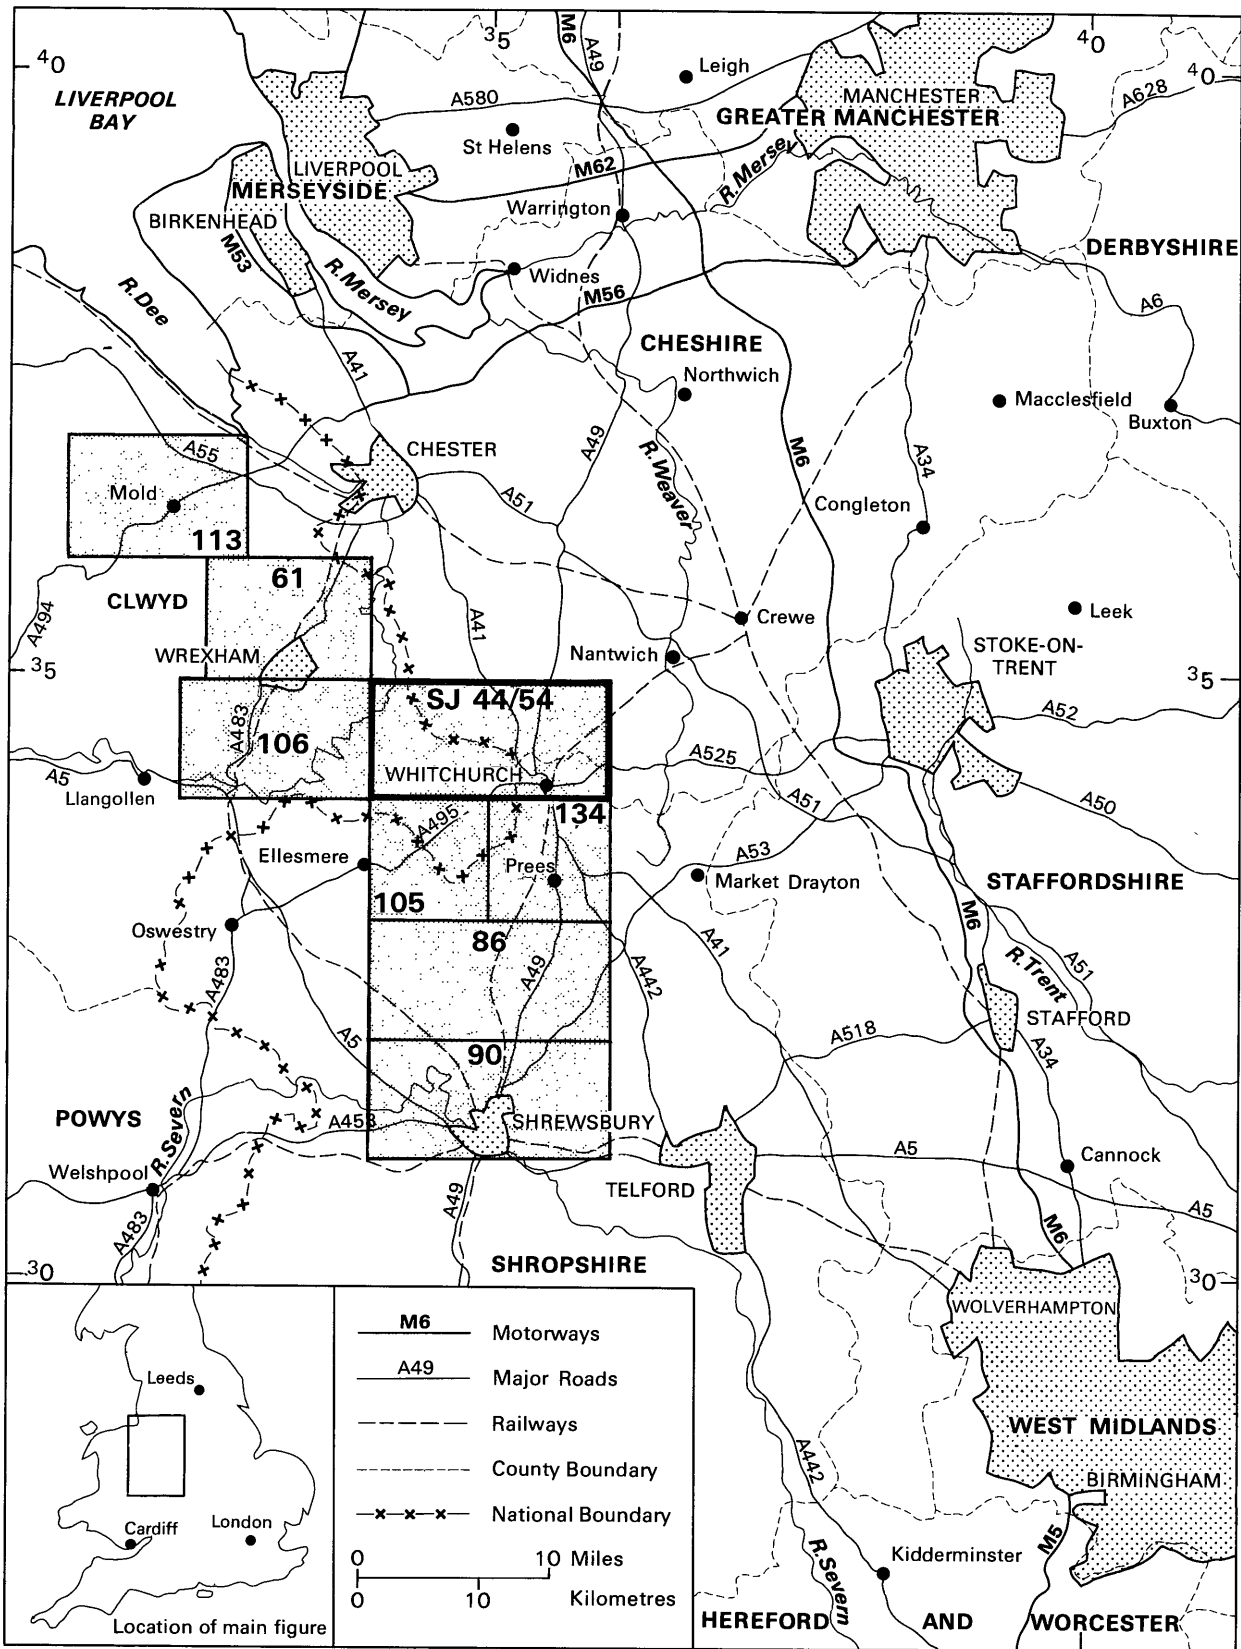 35
40
40
40
M6
A49
Leigh
LIVERPOOL
BAY
A580
MANCHESTER
GREATER MANCHESTER
A628
St Helens
LIVERPOOL
MERSEYSIDE
M62
R.Mersey
BIRKENHEAD
Warrington
M53
R.Mersey
Widnes
M56
DERBYSHIRE
R.Dee
A6
A41
CHESHIRE
Northwich
Macclesfield
Buxton
A55
CHESTER
A49
R.Weaver
M6
A34
Mold
A51
Congleton
113
61
CLWYD
A494
A41
Crewe
Leek
WREXHAM
Nantwich
STOKE-ON-
TRENT
35
35
SJ 44/54
A483
106
A52
A525
WHITCHURCH
A5
Llangollen
A51
A50
134
A495
Ellesmere
Prees
A53
Market Drayton
STAFFORDSHIRE
105
Oswestry
86
M6
A41
A483
A49
A442
R.Trent
A51
STAFFORD
A5
90
A518
A34
POWYS
R.Severn
A458
SHREWSBURY
Welshpool
A5
Cannock
A49
TELFORD
A5
A483
M6
SHROPSHIRE
30
30
WOLVERHAMPTON
M6
Motorways
Leeds
A49
Major Roads
Railways
WEST MIDLANDS
County Boundary
A442
BIRMINGHAM
National Boundary
Cardiff
London
M5
0
10 Miles
Kidderminster
0
10
Kilometres
R.Severn
Location of main figure
HEREFORD AND WORCESTER